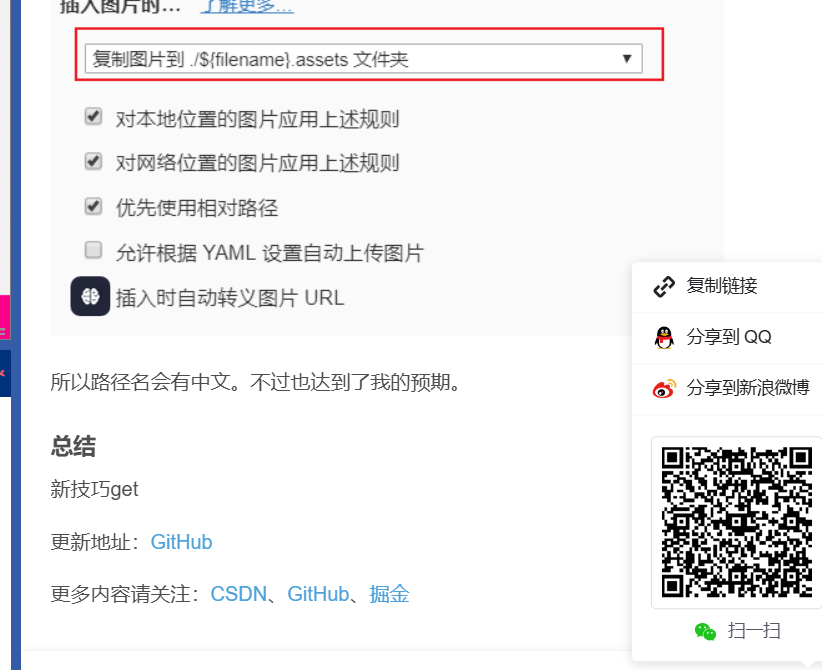 插入图片时... 了解更多...
复制图片到 ./${filename}.assets 文件夹
对本地位置的图片应用上述规则
对网络位置的图片应用上述规则
优先使用相对路径
允许根据 YAML 设置自动上传图片
插入时自动转义图片 URL
所以路径名会有中文。不过也达到了我的预期。
总结
新技巧get
更新地址：GitHub
更多内容请关注：CSDN、GitHub、掘金
复制链接
分享到 QQ
分享到新浪微博
扫一扫